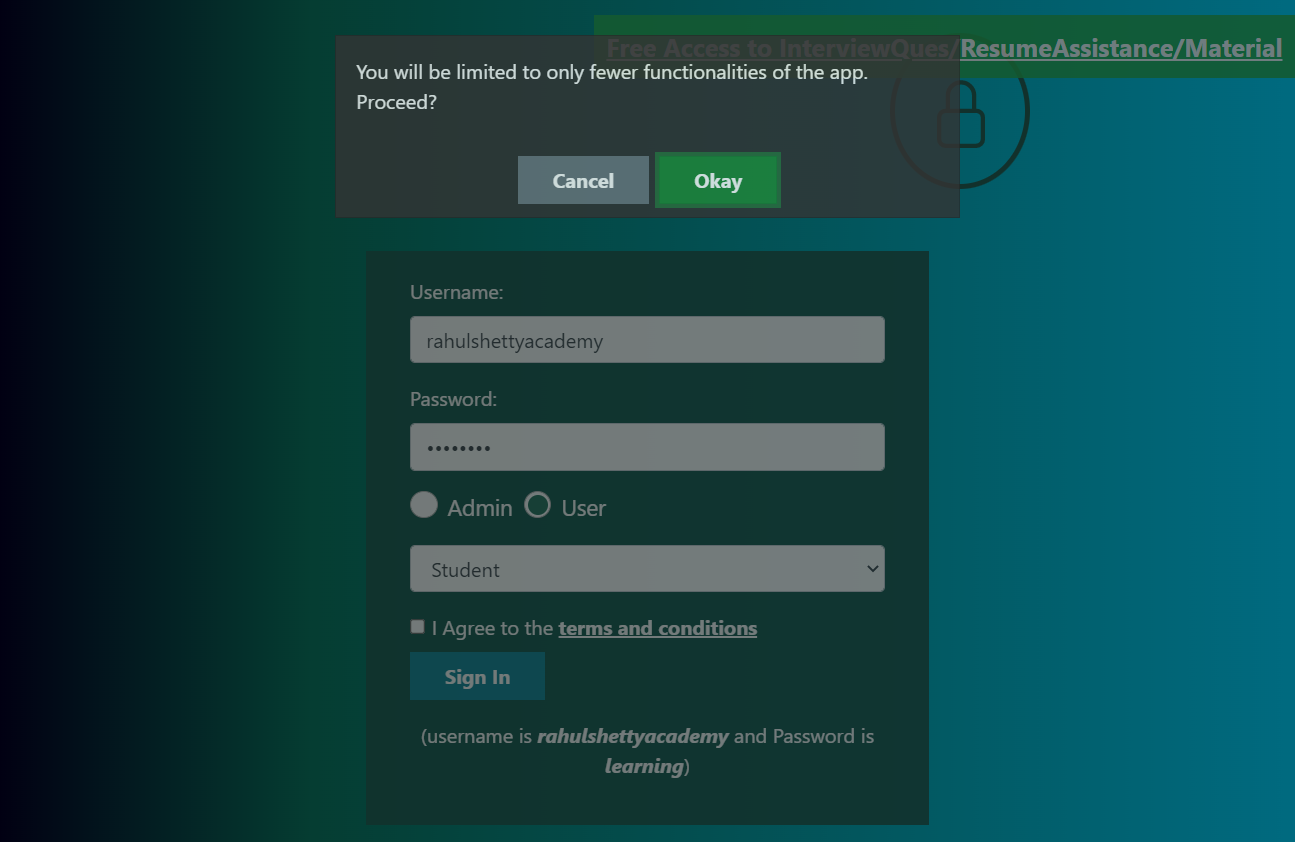 Free Access to InterviewQues/ResumeAssistance/Material
You will be limited to only fewer functionalities of the app.
Proceed?
Cancel
Okay
Username:
rahulshettyacademy
Password:
••••••••
Admin
User
Student
I Agree to the terms and conditions
Sign In
(username is rahulshettyacademy and Password is
learning)